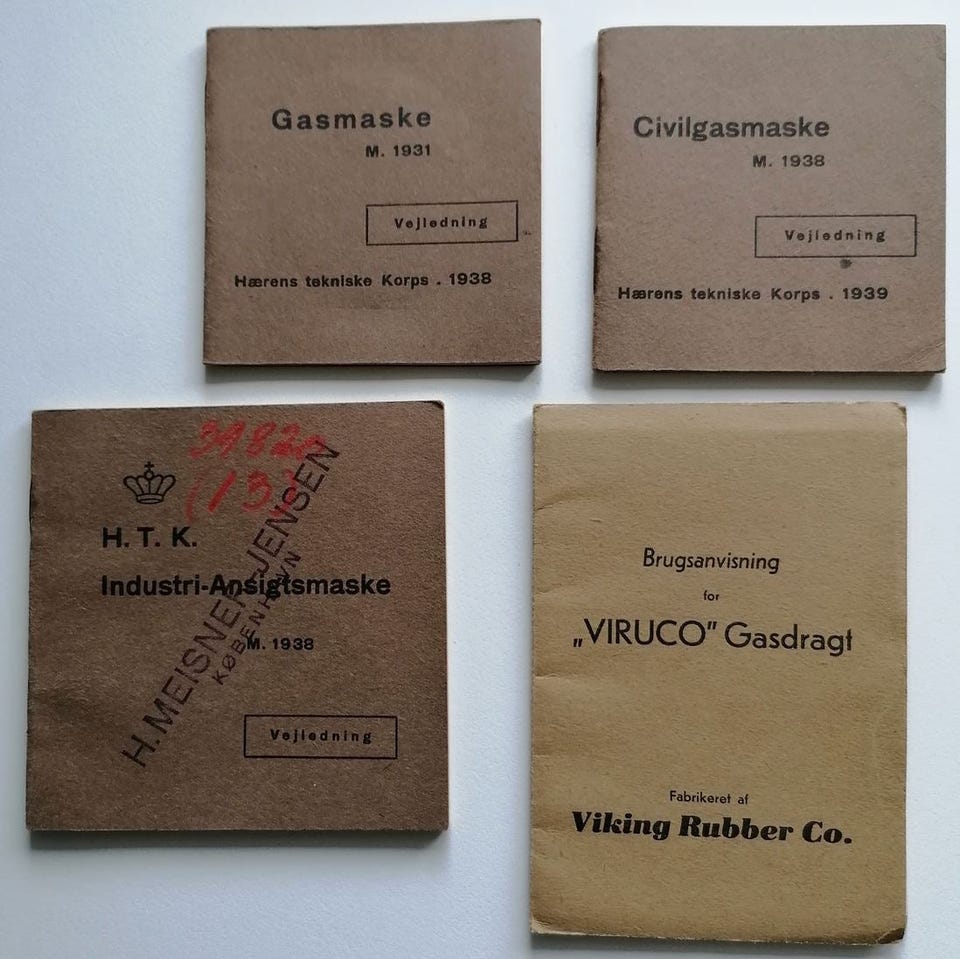 Gasmaske
M. 1931
Vejledning
Hærens tekniske Korps . 1938
Civilgasmaske
M. 1938
Vejledning
Hærens tekniske Korps . 1939
(13)
H. T. K.
Industri-Ansigtsmaske
M. 1938
Vejledning
H. MEISNER-JENSEN
KØBENHAVN
Brugsanvisning
for
„VIRUCO” Gasdragt
Fabrikeret af
Viking Rubber Co.